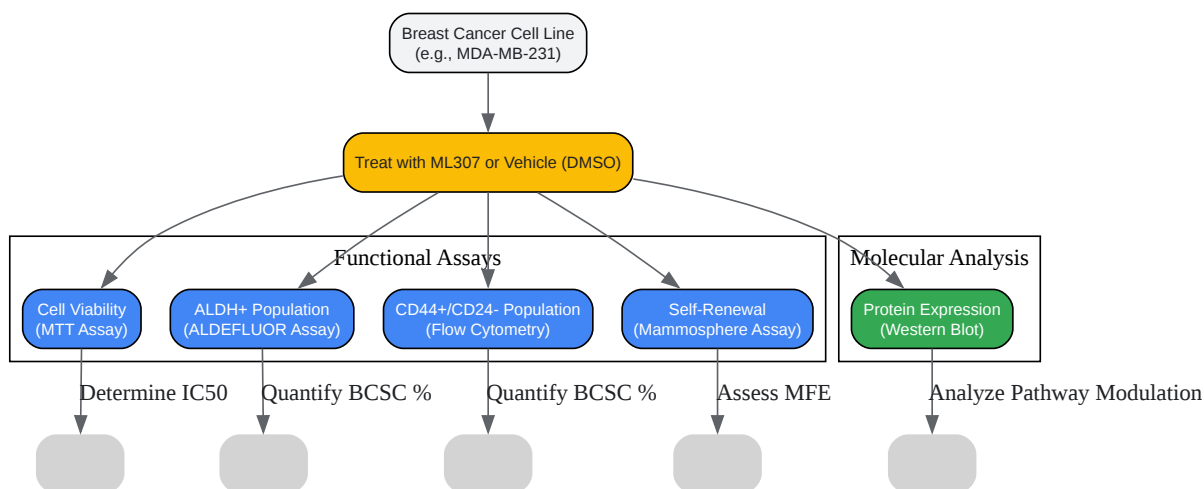 Breast Cancer Cell Line
(e.g., MDA-MB-231)
Treat with ML307 or Vehicle (DMSO)
Functional Assays
Molecular Analysis
Cell Viability
(MTT Assay)
ALDH+ Population
(ALDEFLUOR Assay)
CD44+/CD24- Population
(Flow Cytometry)
Self-Renewal
(Mammosphere Assay)
Protein Expression
(Western Blot)
Determine IC50
Quantify BCSC %
Quantify BCSC %
Assess MFE
Analyze Pathway Modulation